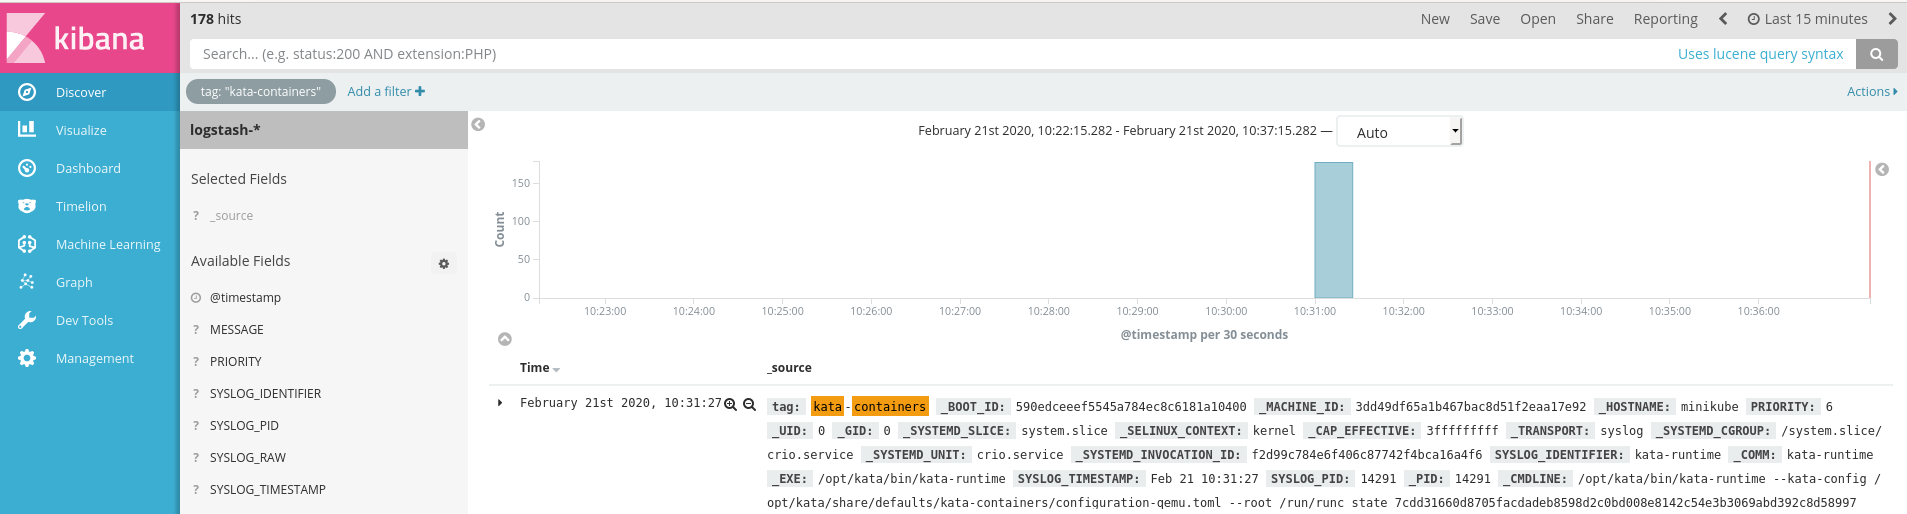 kibana
Discover
Visualize
Dashboard
Timelion
Machine Learning
Graph
Dev Tools
Management
178 hits
New Save Open Share Reporting Last 15 minutes
Search... (e.g. status:200 AND extension:PHP) Uses lucene query syntax
tag: "kata-containers" Add a filter + Actions
logstash-*
Selected Fields
? _source
Available Fields
@timestamp
? MESSAGE
? PRIORITY
? SYSLOG_IDENTIFIER
? SYSLOG_PID
? SYSLOG_RAW
? SYSLOG_TIMESTAMP
February 21st 2020, 10:22:15.282 - February 21st 2020, 10:37:15.282 — Auto
Count
150
100
50
0
10:23:00 10:24:00 10:25:00 10:26:00 10:27:00 10:28:00 10:29:00 10:30:00 10:31:00 10:32:00 10:33:00 10:34:00 10:35:00 10:36:00
@timestamp per 30 seconds
Time _source
February 21st 2020, 10:31:27
tag: kata-containers _BOOT_ID: 590edceeef5545a784ec8c6181a10400 _MACHINE_ID: 3dd49df65a1b467bac8d51f2eaa17e92 _HOSTNAME: minikube PRIORITY: 6
_UID: 0 _GID: 0 _SYSTEMD_SLICE: system.slice _SELINUX_CONTEXT: kernel _CAP_EFFECTIVE: 3fffffffff _TRANSPORT: syslog _SYSTEMD_CGROUP: /system.slice/
crio.service _SYSTEMD_UNIT: crio.service _SYSTEMD_INVOCATION_ID: f2d99c784e6f406c87742f4bca16a4f6 SYSLOG_IDENTIFIER: kata-runtime _COMM: kata-runtime
_EXE: /opt/kata/bin/kata-runtime SYSLOG_TIMESTAMP: Feb 21 10:31:27 SYSLOG_PID: 14291 _PID: 14291 _CMDLINE: /opt/kata/bin/kata-runtime --kata-config /
opt/kata/share/defaults/kata-containers/configuration-qemu.toml --root /run/runc state 7cdd31660d8705facdadeb8598d2c0bd008e8142c54e3b3069abd392c8d58997